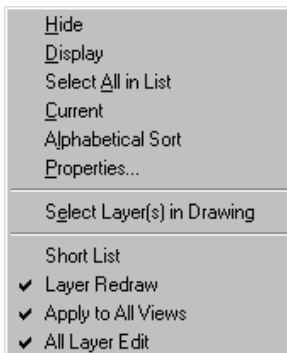 Hide
Display
Select All in List
Current
Alphabetical Sort
Properties...
Select Layer(s) in Drawing
Short List
Layer Redraw
Apply to All Views
All Layer Edit